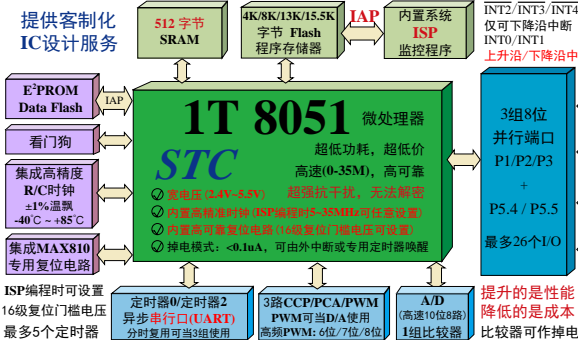 提供客制化
IC设计服务
512 字节
SRAM
4K/8K/13K/15.5K
字节 Flash
程序存储器
IAP
内置系统
ISP
监控程序
INT2/INT3/INT4
仅可下降沿中断
INT0/INT1
上升沿/下降沿中
E²PROM
Data Flash
IAP
看门狗
集成高精度
R/C时钟
±1%温飘
-40℃ ~ +85℃
集成MAX810
专用复位电路
1T 8051 微处理器
STC
超低功耗，超低价
高速(0-35M)，高可靠
超强抗干扰，无法解密
宽电压(2.4V~5.5V)
内置高精准时钟(ISP编程时5~35MHz可任意设置)
内置高可靠复位电路(16级复位门槛电压可设置)
掉电模式：<0.1uA，可由外中断或专用定时器唤醒
3组8位
并行端口
P1/P2/P3
+
P5.4 / P5.5
最多26个I/O
ISP编程时可设置
16级复位门槛电压
最多5个定时器
定时器0/定时器2
异步串行口(UART)
分时复用可当3组使用
3路CCP/PCA/PWM
PWM可当D/A使用
高频PWM: 6位/7位/8位
A/D
(高速10位8路)
1组比较器
提升的是性能
降低的是成本
比较器可作掉电